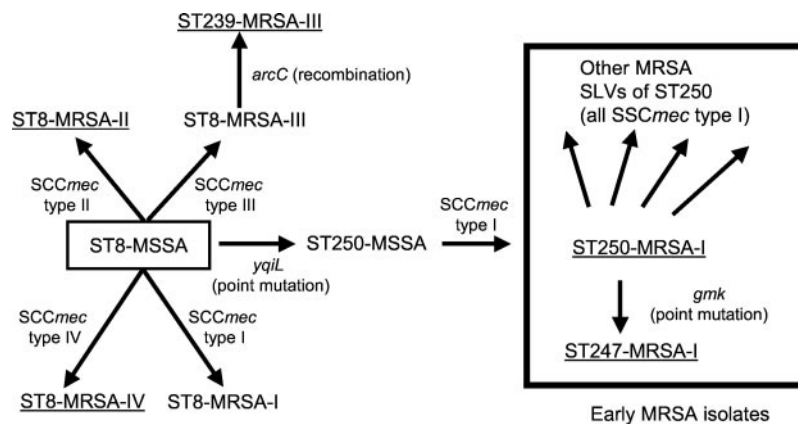 ST239-MRSA-III
arcC (recombination)
ST8-MRSA-II
ST8-MRSA-III
SCCmec
type II
SCCmec
type III
ST8-MSSA
yqiL
(point mutation)
ST250-MSSA
SCCmec
type I
SCCmec
type IV
SCCmec
type I
ST8-MRSA-IV
ST8-MRSA-I
Other MRSA
SLVs of ST250
(all SSCmec type I)
ST250-MRSA-I
gmk
(point mutation)
ST247-MRSA-I
Early MRSA isolates